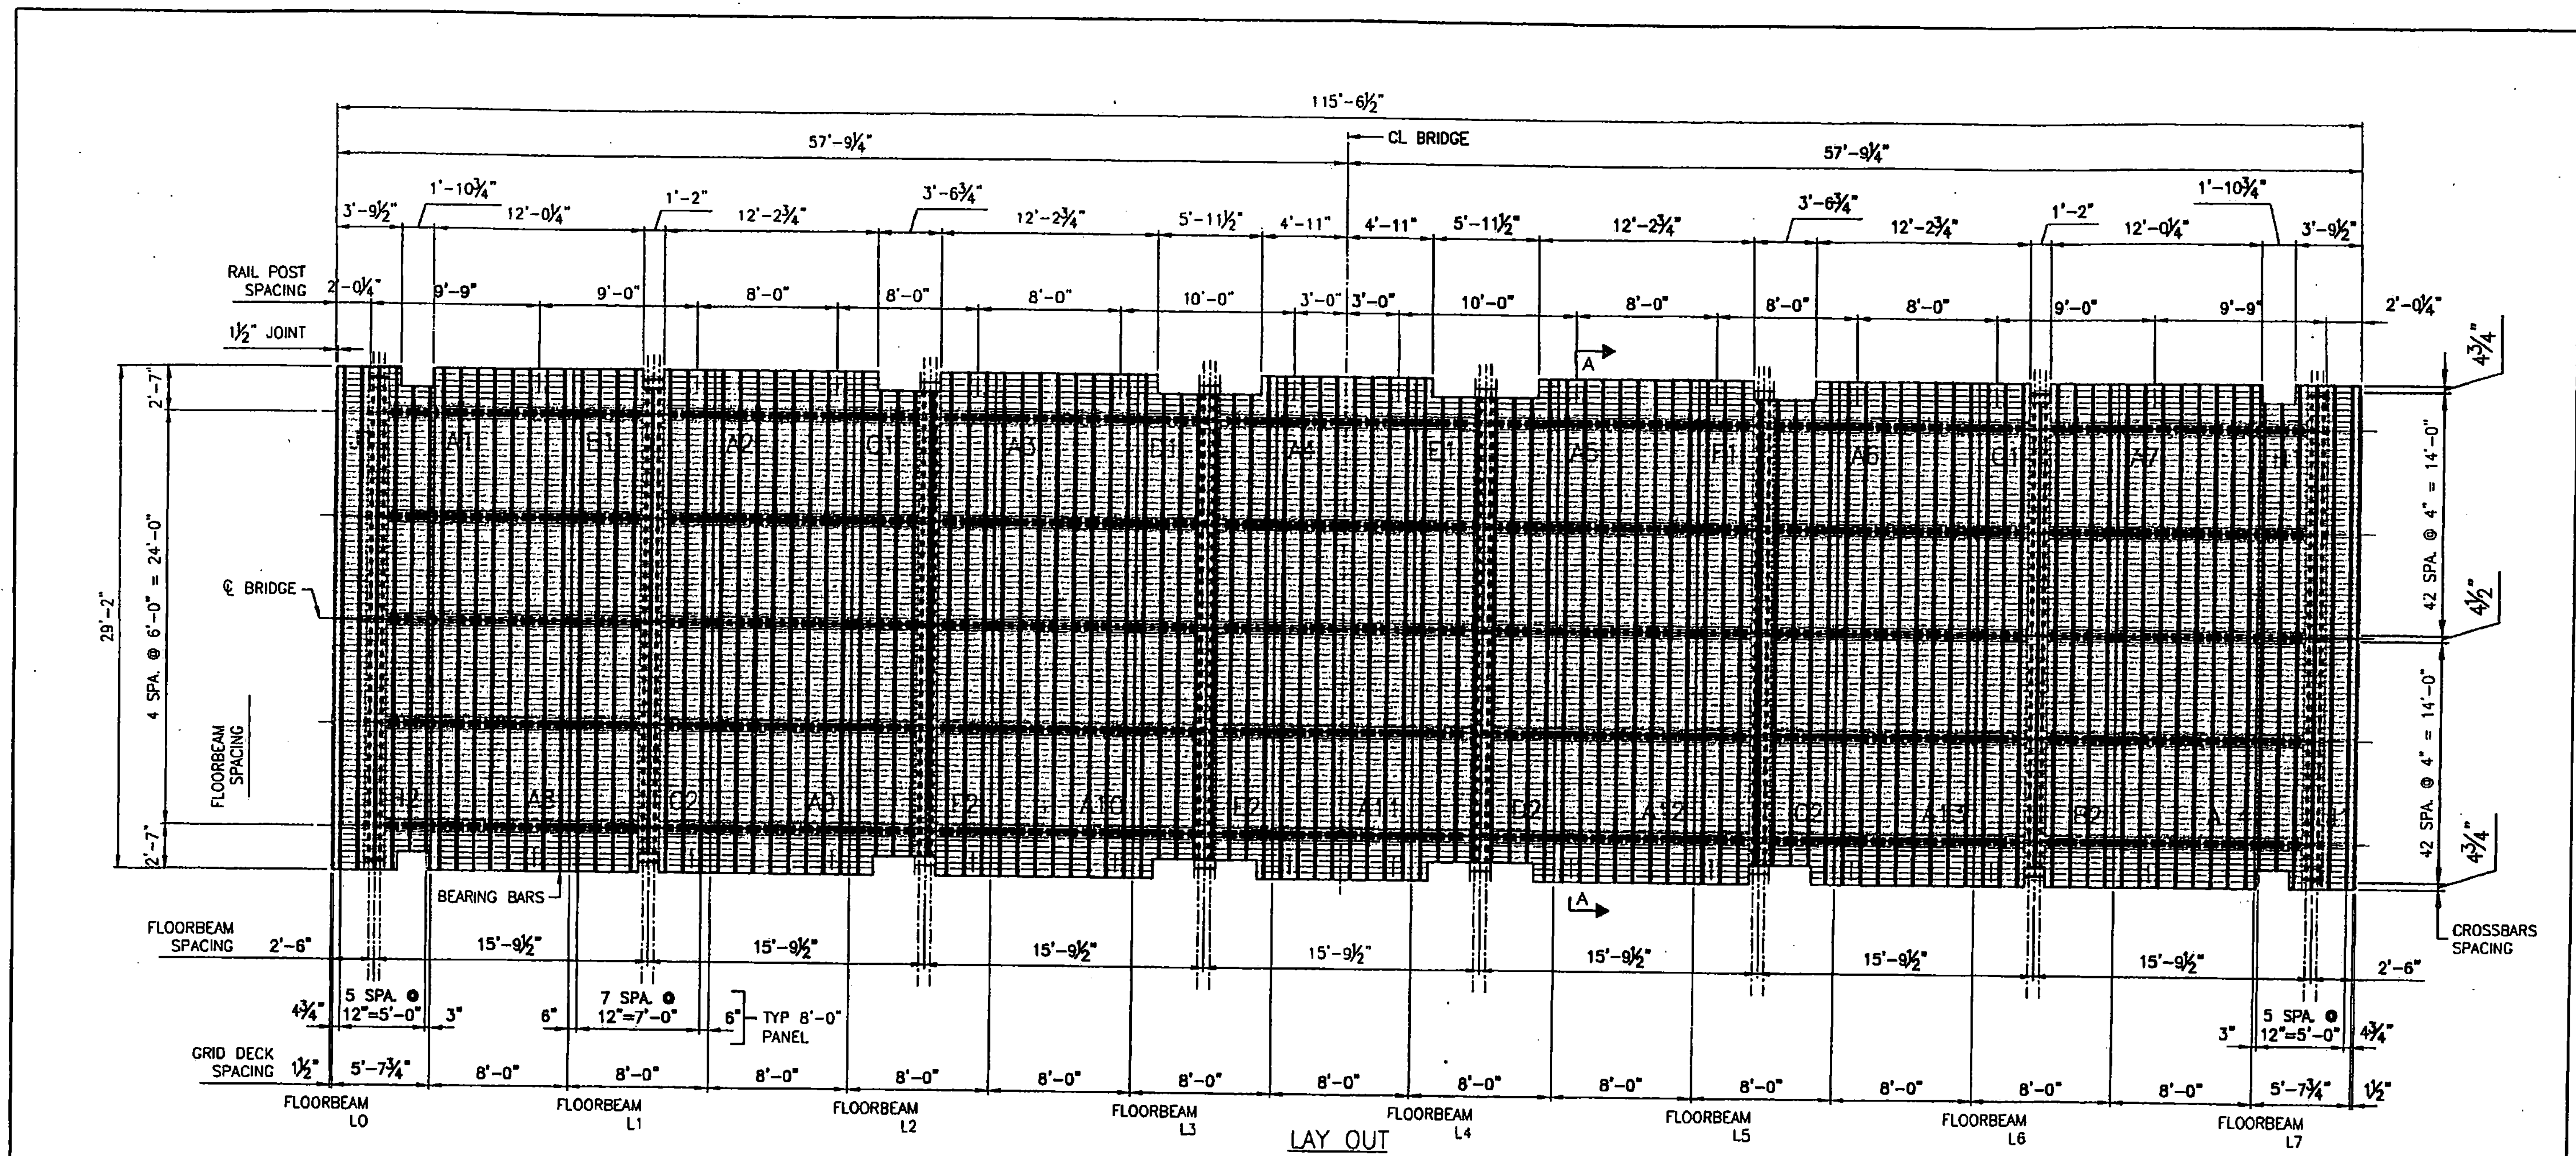 115'-6½"
CL BRIDGE
57'-9¼"
57'-9¼"
1'-10¾"
1'-2"
3'-6¾"
3'-6¾"
1'-2"
1'-10¾"
3'-9½"
12'-0¼"
12'-2¾"
12'-2¾"
5'-11½"
4'-11"
4'-11"
5'-11½"
12'-2¾"
12'-2¾"
12'-0¼"
3'-9½"
RAIL POST
SPACING
2'-0¼"
9'-9"
9'-0"
8'-0"
8'-0"
8'-0"
10'-0"
3'-0"
3'-0"
10'-0"
8'-0"
8'-0"
8'-0"
9'-0"
9'-9"
2'-0¼"
1½" JOINT
A
4¾"
2'-7"
A1
A2
C1
A3
D1
A4
E1
A6
A7
29'-2"
4 SPA. @ 6'-0" = 24'-0"
42 SPA. @ 4" = 14'-0"
℄ BRIDGE
4½"
FLOORBEAM
SPACING
42 SPA. @ 4" = 14'-0"
A8
C2
A10
A11
D2
A12
C2
A13
B2
2'-7"
4¾"
BEARING BARS
A
CROSSBARS
SPACING
FLOORBEAM
SPACING
2'-6"
15'-9½"
15'-9½"
15'-9½"
15'-9½"
15'-9½"
15'-9½"
15'-9½"
2'-6"
4¾"
5 SPA. @
12"=5'-0"
3"
6"
7 SPA. @
12"=7'-0"
6"
TYP 8'-0"
PANEL
3"
5 SPA. @
12"=5'-0"
4¾"
GRID DECK
SPACING
1½"
5'-7¾"
8'-0"
8'-0"
8'-0"
8'-0"
8'-0"
8'-0"
8'-0"
8'-0"
8'-0"
8'-0"
8'-0"
8'-0"
8'-0"
5'-7¾"
1½"
FLOORBEAM
L0
FLOORBEAM
L1
FLOORBEAM
L2
FLOORBEAM
L3
FLOORBEAM
L4
FLOORBEAM
L5
FLOORBEAM
L6
FLOORBEAM
L7
LAY OUT